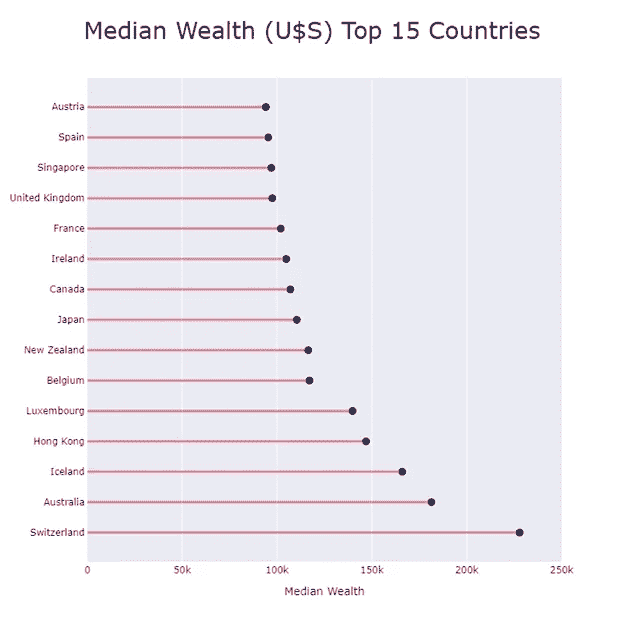 Median Wealth (U$S) Top 15 Countries
Austria
Spain
Singapore
United Kingdom
France
Ireland
Canada
Japan
New Zealand
Belgium
Luxembourg
Hong Kong
Iceland
Australia
Switzerland
0 50k 100k 150k 200k 250k
Median Wealth